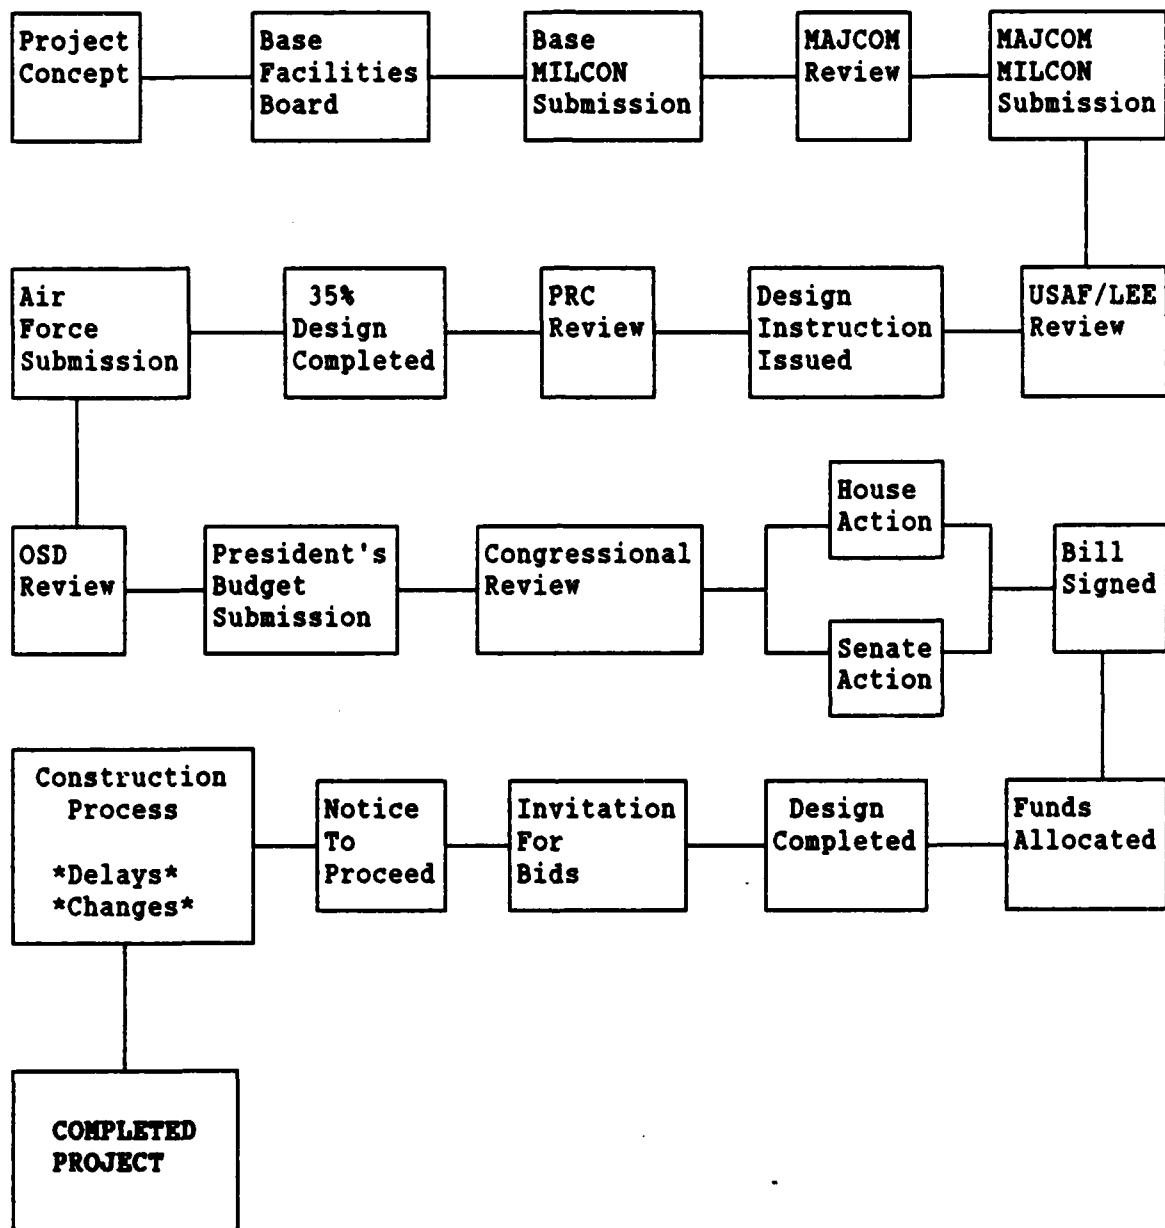 Project
Concept
Base
Facilities
Board
Base
MILCON
Submission
MAJCOM
Review
MAJCOM
MILCON
Submission
Air
Force
Submission
35%
Design
Completed
PRC
Review
Design
Instruction
Issued
USAF/LEE
Review
OSD
Review
President's
Budget
Submission
Congressional
Review
House
Action
Senate
Action
Bill
Signed
Construction
Process
*Delays*
*Changes*
Notice
To
Proceed
Invitation
For
Bids
Design
Completed
Funds
Allocated
COMPLETED
PROJECT